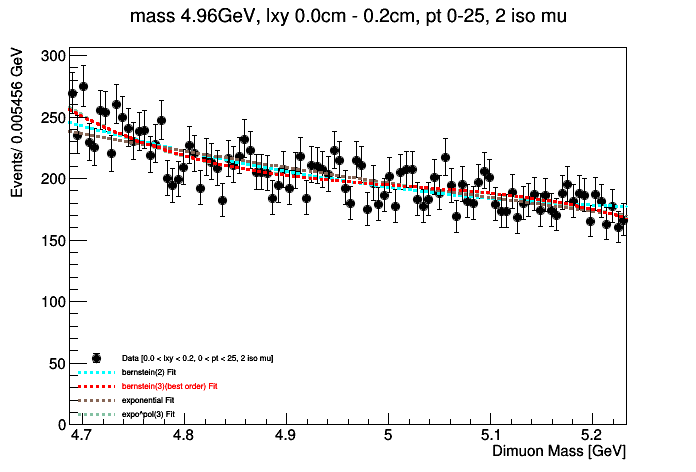 mass 4.96GeV, lxy 0.0cm - 0.2cm, pt 0-25, 2 iso mu
Events/ 0.005456 GeV
300
250
200
150
100
50
0
Data [0.0 < lxy < 0.2, 0 < pt < 25, 2 iso mu]
bernstein(2) Fit
bernstein(3)(best order) Fit
exponential Fit
expo*pol(3) Fit
4.7 4.8 4.9 5 5.1 5.2
Dimuon Mass [GeV]